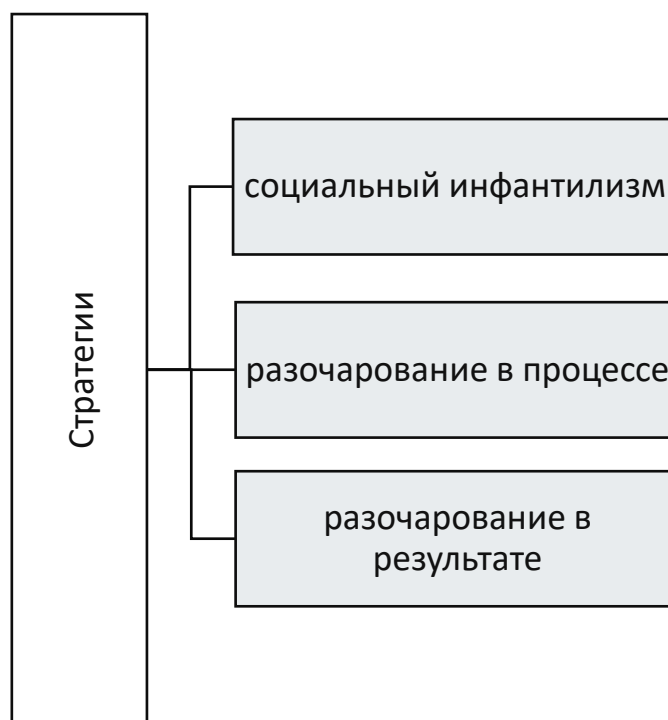 Стратегии
социальный инфантилизм
разочарование в процессе
разочарование в
результате